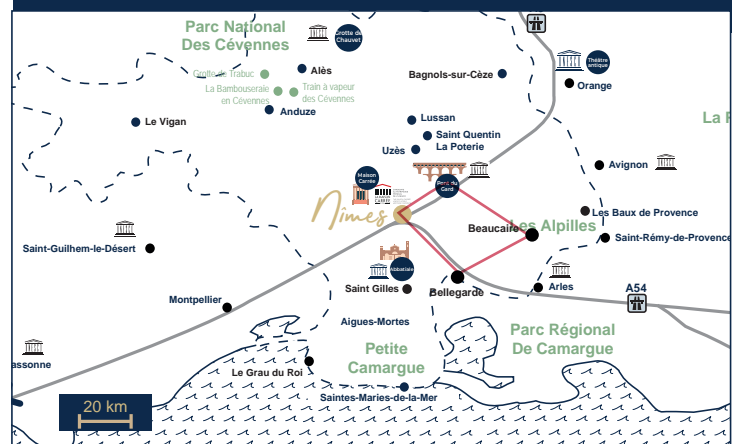 Parc National
Des Cévennes
Grotte de
Chauvet
Théâtre
antique
Orange
Grotte de Trabuc
Alès
Bagnols-sur-Cèze
La Bambouseraie
en Cévennes
Train à vapeur
des Cévennes
Anduze
Le Vigan
Lussan
Saint Quentin
La Poterie
Uzès
La
Avignon
Maison
Carrée
Pont du
Gard
CARRÉE
Nîmes
Les Baux de Provence
Les Alpilles
Beaucaire
Saint-Rémy-de-Provence
Saint-Guilhem-le-Désert
Abbatiale
Saint Gilles
Bellegarde
Arles
A54
Montpellier
Aigues-Mortes
Parc Régional
De Camargue
Petite
Camargue
assonne
Le Grau du Roi
Saintes-Maries-de-la-Mer
20 km